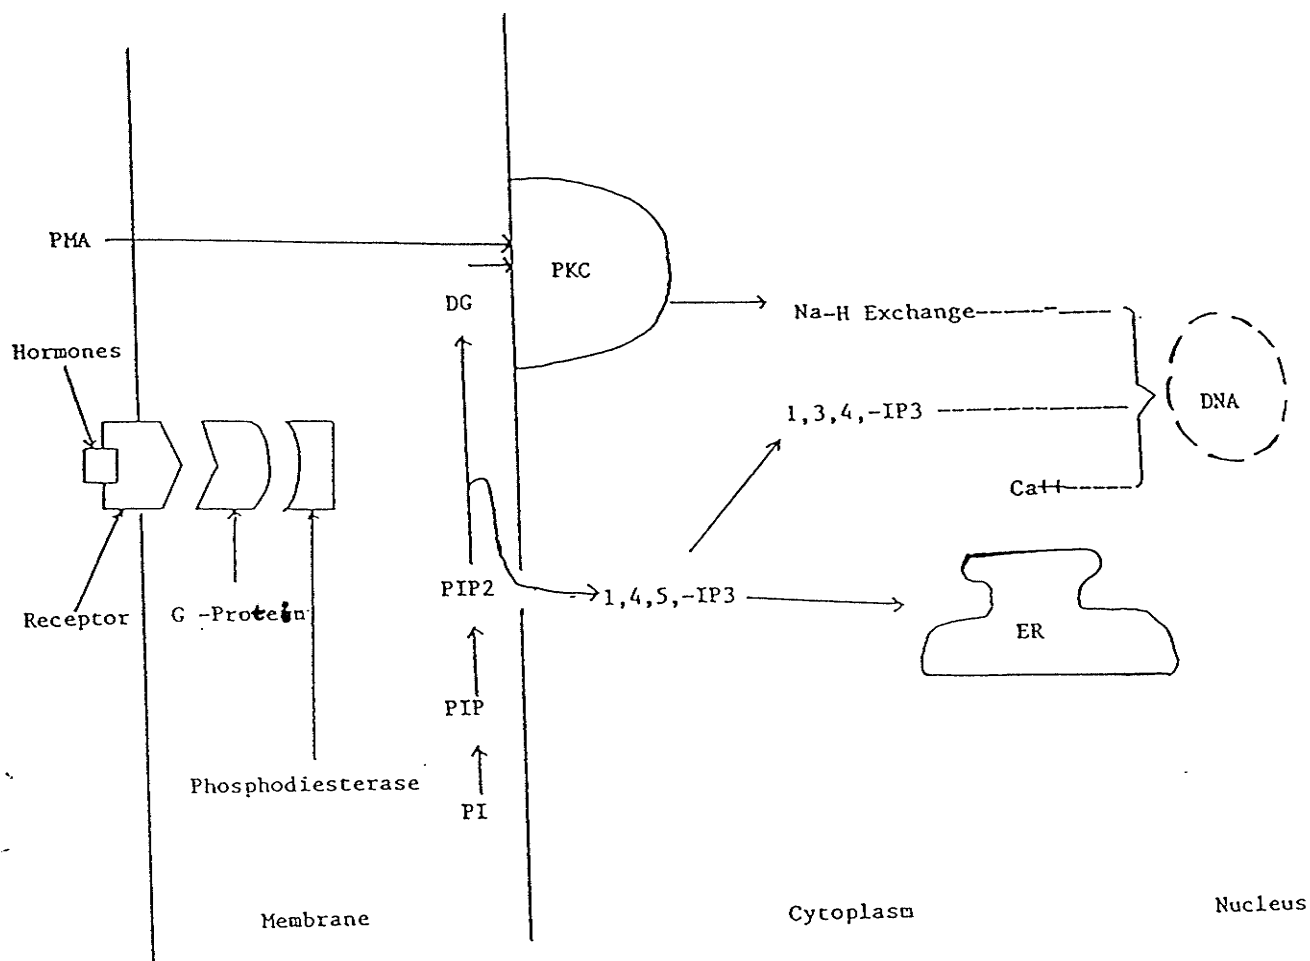 PMA
PKC
DG
Na-H Exchange
Hormones
1,3,4,-IP3
DNA
Ca++
PIP2
1,4,5,-IP3
Receptor
G -Protein
ER
PIP
Phosphodiesterase
PI
Membrane
Cytoplasm
Nucleus